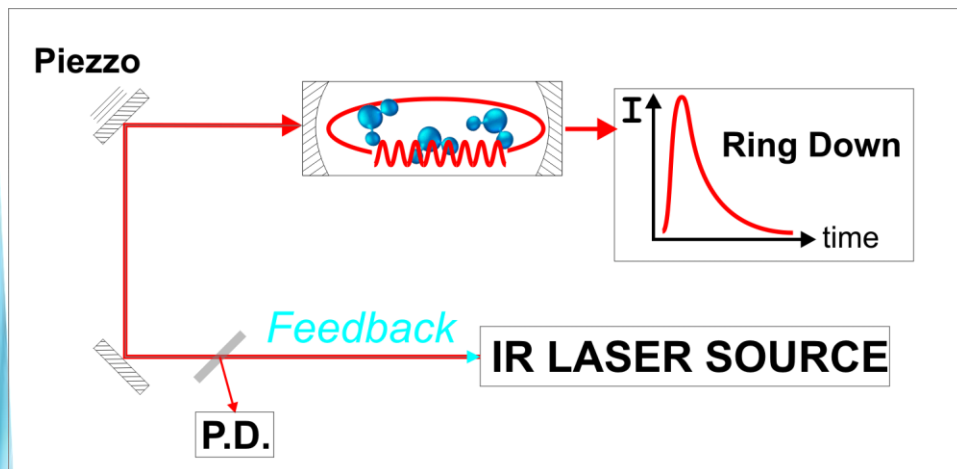 Piezzo
I
Ring Down
time
Feedback
IR LASER SOURCE
P.D.